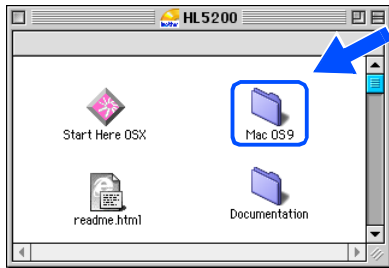 HL5200
Start Here OSX
Mac OS9
readme.html
Documentation